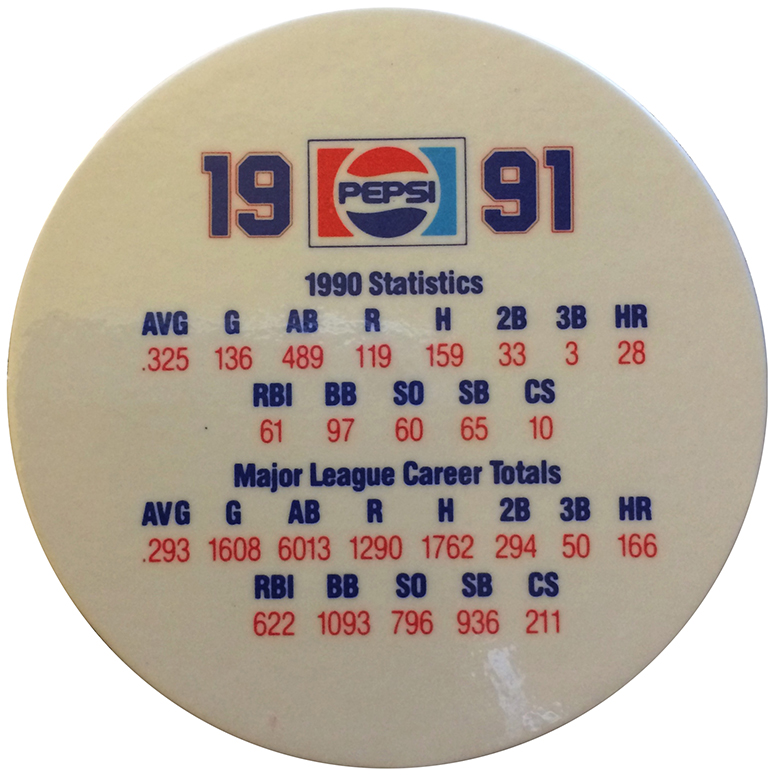 19 PEPSI 91
1990 Statistics
AVG G AB R H 2B 3B HR
.325 136 489 119 159 33 3 28
RBI BB SO SB CS
61 97 60 65 10
Major League Career Totals
AVG G AB R H 2B 3B HR
.293 1608 6013 1290 1762 294 50 166
RBI BB SO SB CS
622 1093 796 936 211